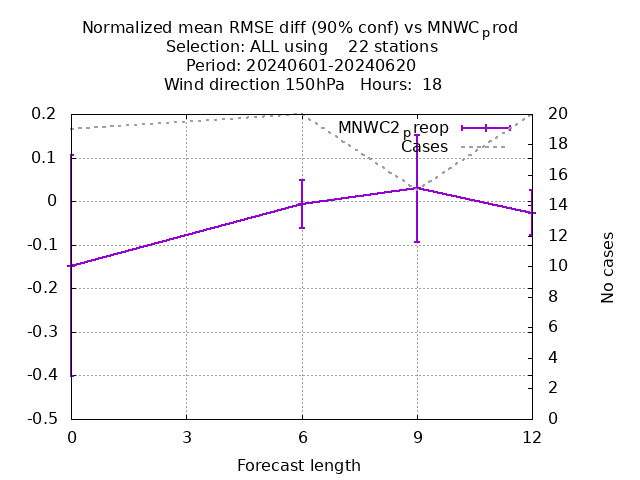 Normalized mean RMSE diff (90% conf) vs MNWCprod
Selection: ALL using 22 stations
Period: 20240601-20240620
Wind direction 150hPa Hours: 18
MNWC2preop
Cases
0.2
0.1
0
-0.1
-0.2
-0.3
-0.4
-0.5
20
18
16
14
12
10
8
6
4
2
0
No cases
0 3 6 9 12
Forecast length